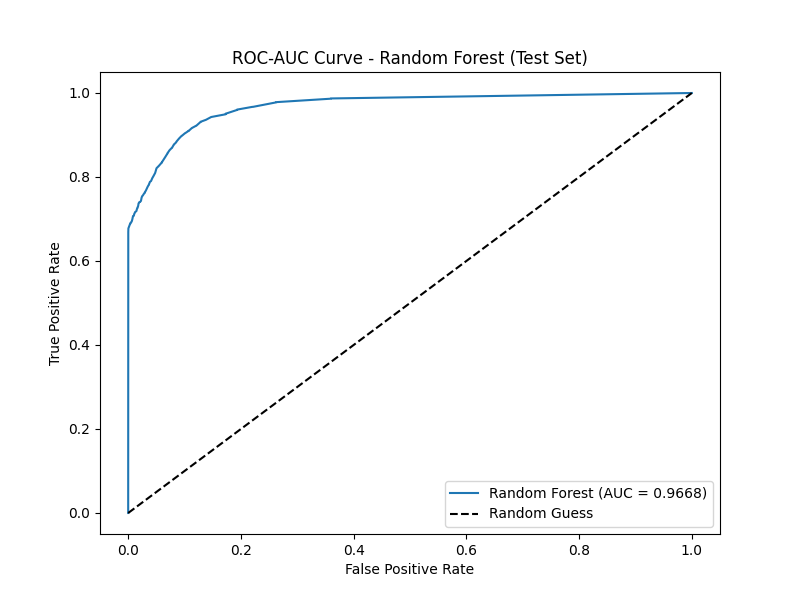 ROC-AUC Curve - Random Forest (Test Set)
True Positive Rate
1.0
0.8
0.6
0.4
0.2
0.0
0.0 0.2 0.4 0.6 0.8 1.0
False Positive Rate
Random Forest (AUC = 0.9668)
Random Guess